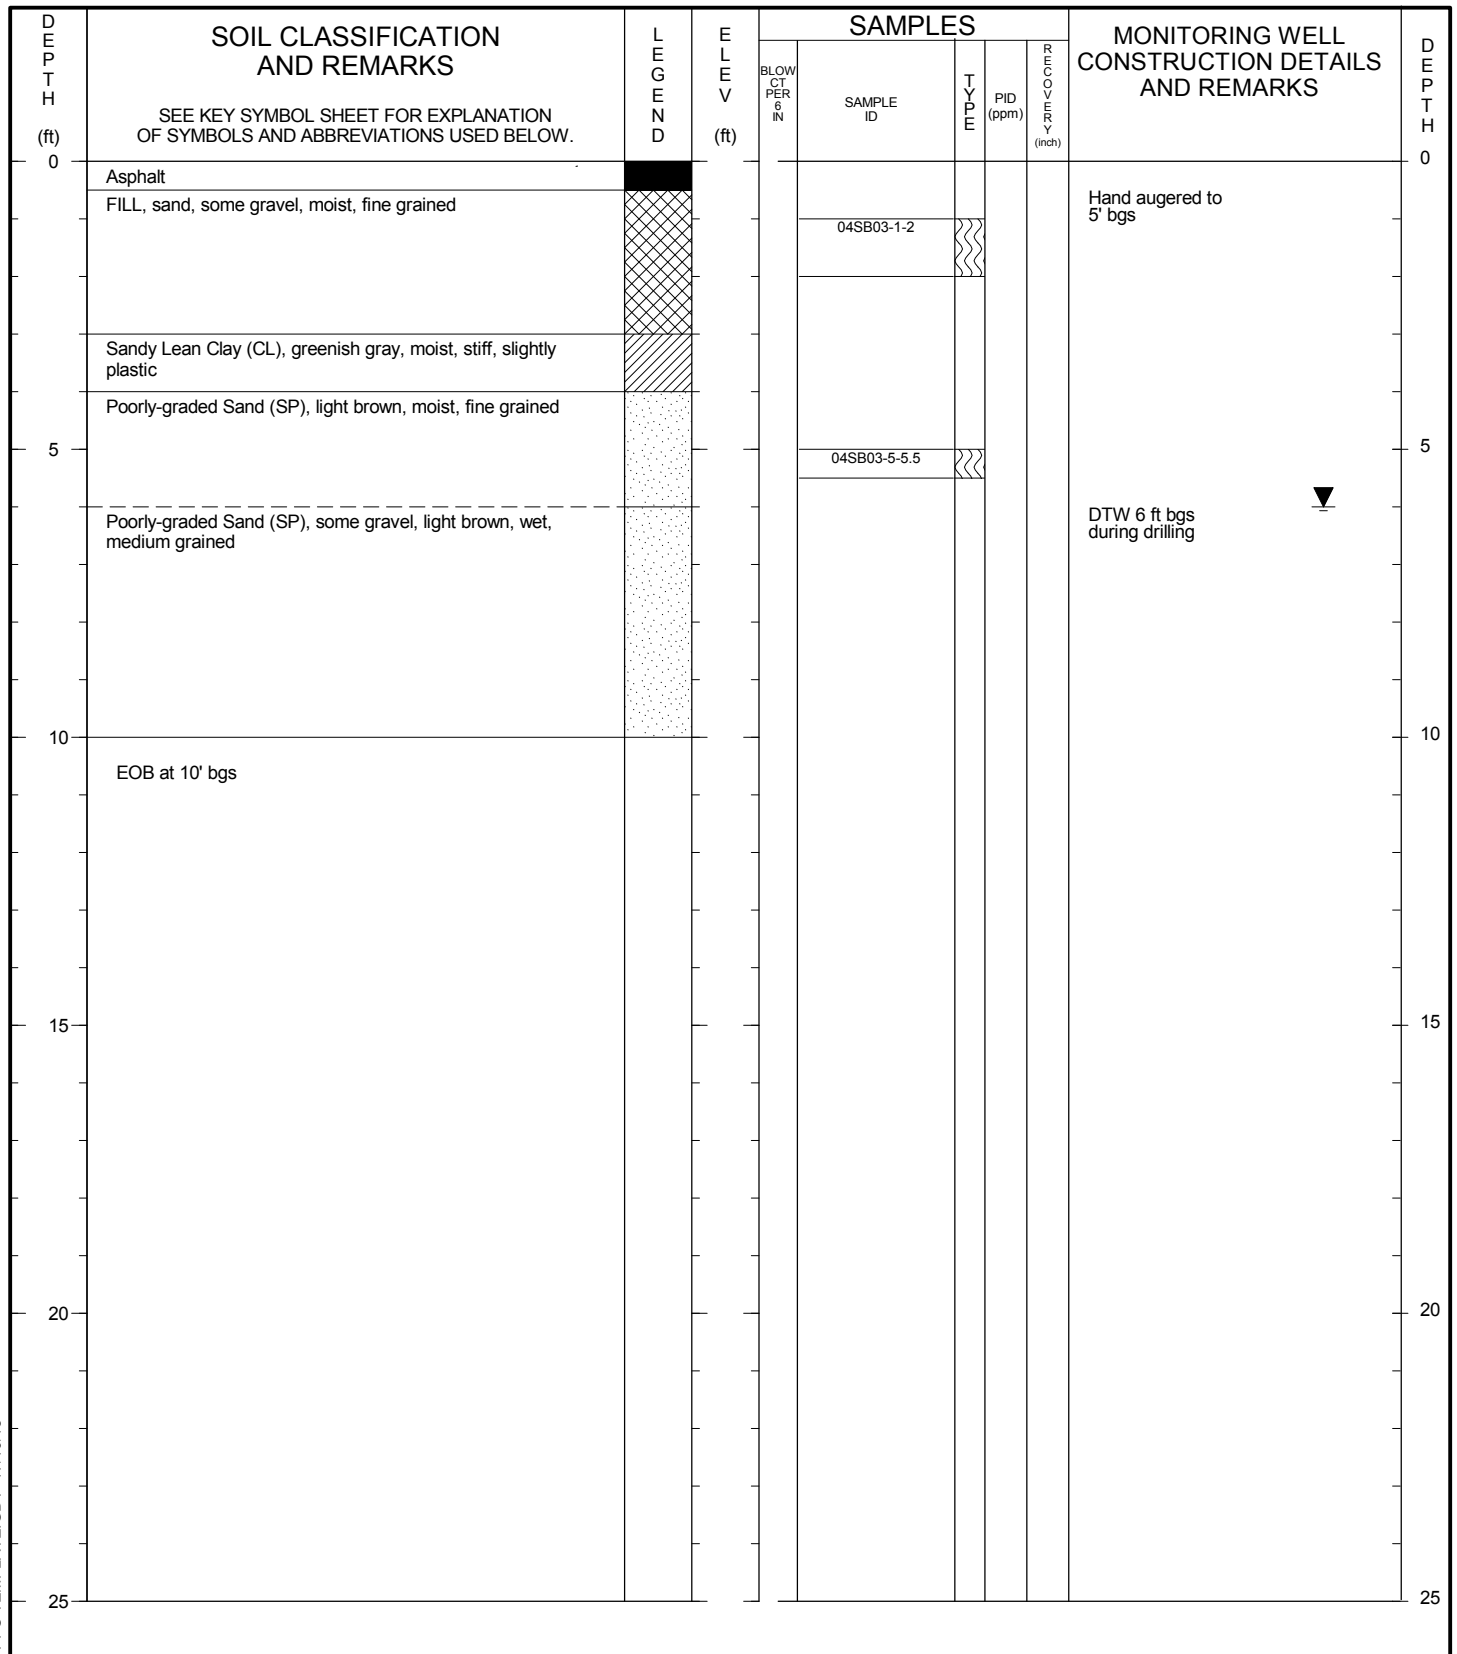 DEPTH
(ft)
SOIL CLASSIFICATION
AND REMARKS
SEE KEY SYMBOL SHEET FOR EXPLANATION
OF SYMBOLS AND ABBREVIATIONS USED BELOW.
LEGEND
ELEV
(ft)
SAMPLES
BLOW
CT
PER
6
IN
SAMPLE
ID
TYPE
PID
(ppm)
RECOVERY
(inch)
MONITORING WELL
CONSTRUCTION DETAILS
AND REMARKS
DEPTH
0
0
Asphalt
FILL, sand, some gravel, moist, fine grained
Hand augered to
5' bgs
04SB03-1-2
Sandy Lean Clay (CL), greenish gray, moist, stiff, slightly
plastic
Poorly-graded Sand (SP), light brown, moist, fine grained
5
04SB03-5-5.5
5
Poorly-graded Sand (SP), some gravel, light brown, wet,
medium grained
DTW 6 ft bgs
during drilling
10
10
EOB at 10' bgs
15
15
20
20
25
25